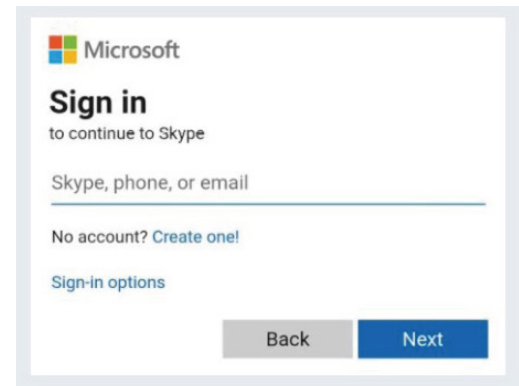 Microsoft
Sign in
to continue to Skype
Skype, phone, or email
No account? Create one!
Sign-in options
Back Next